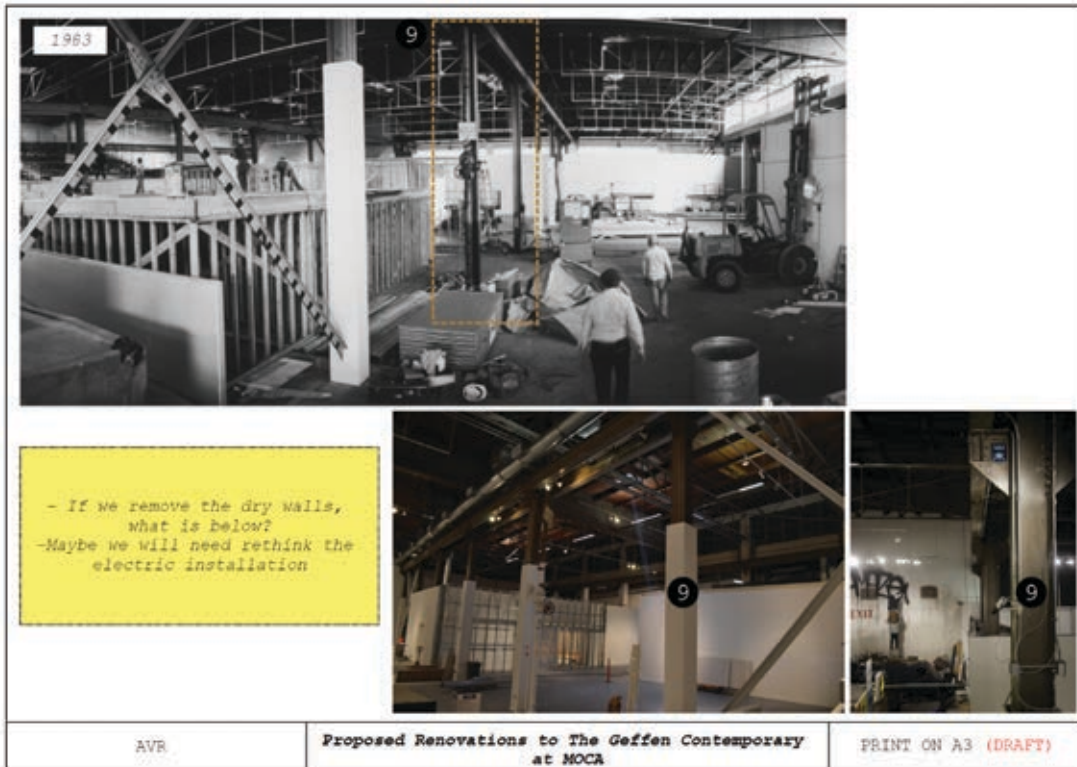 1983
9
- If we remove the dry walls,
what is below?
-Maybe we will need rethink the
electric installation
9
9
EXIT
AVR
Proposed Renovations to The Geffen Contemporary
at MOCA
PRINT ON A3 (DRAFT)